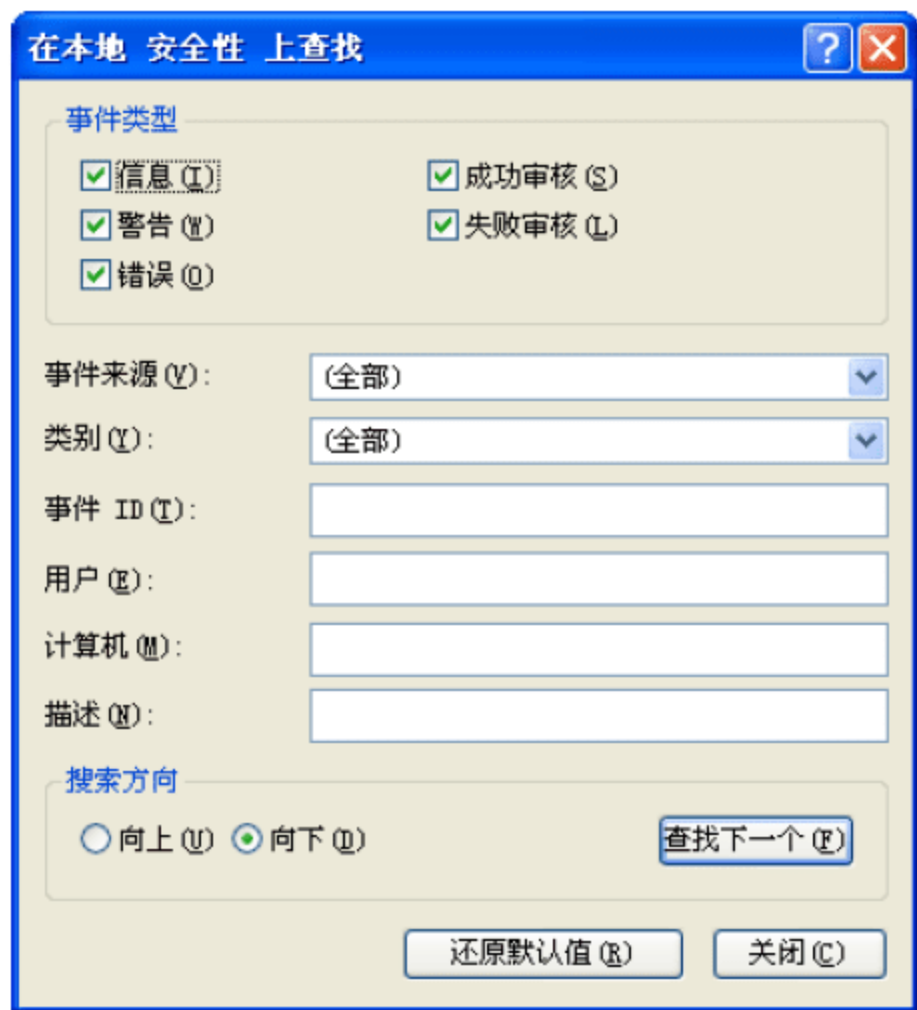 在本地 安全性 上查找
事件类型
信息(I) 成功审核(S)
警告(W) 失败审核(L)
错误(O)
事件来源(V): (全部)
类别(Y): (全部)
事件 ID(T):
用户(E):
计算机(M):
描述(N):
搜索方向
向上(U) 向下(D) 查找下一个(F)
还原默认值(R) 关闭(C)